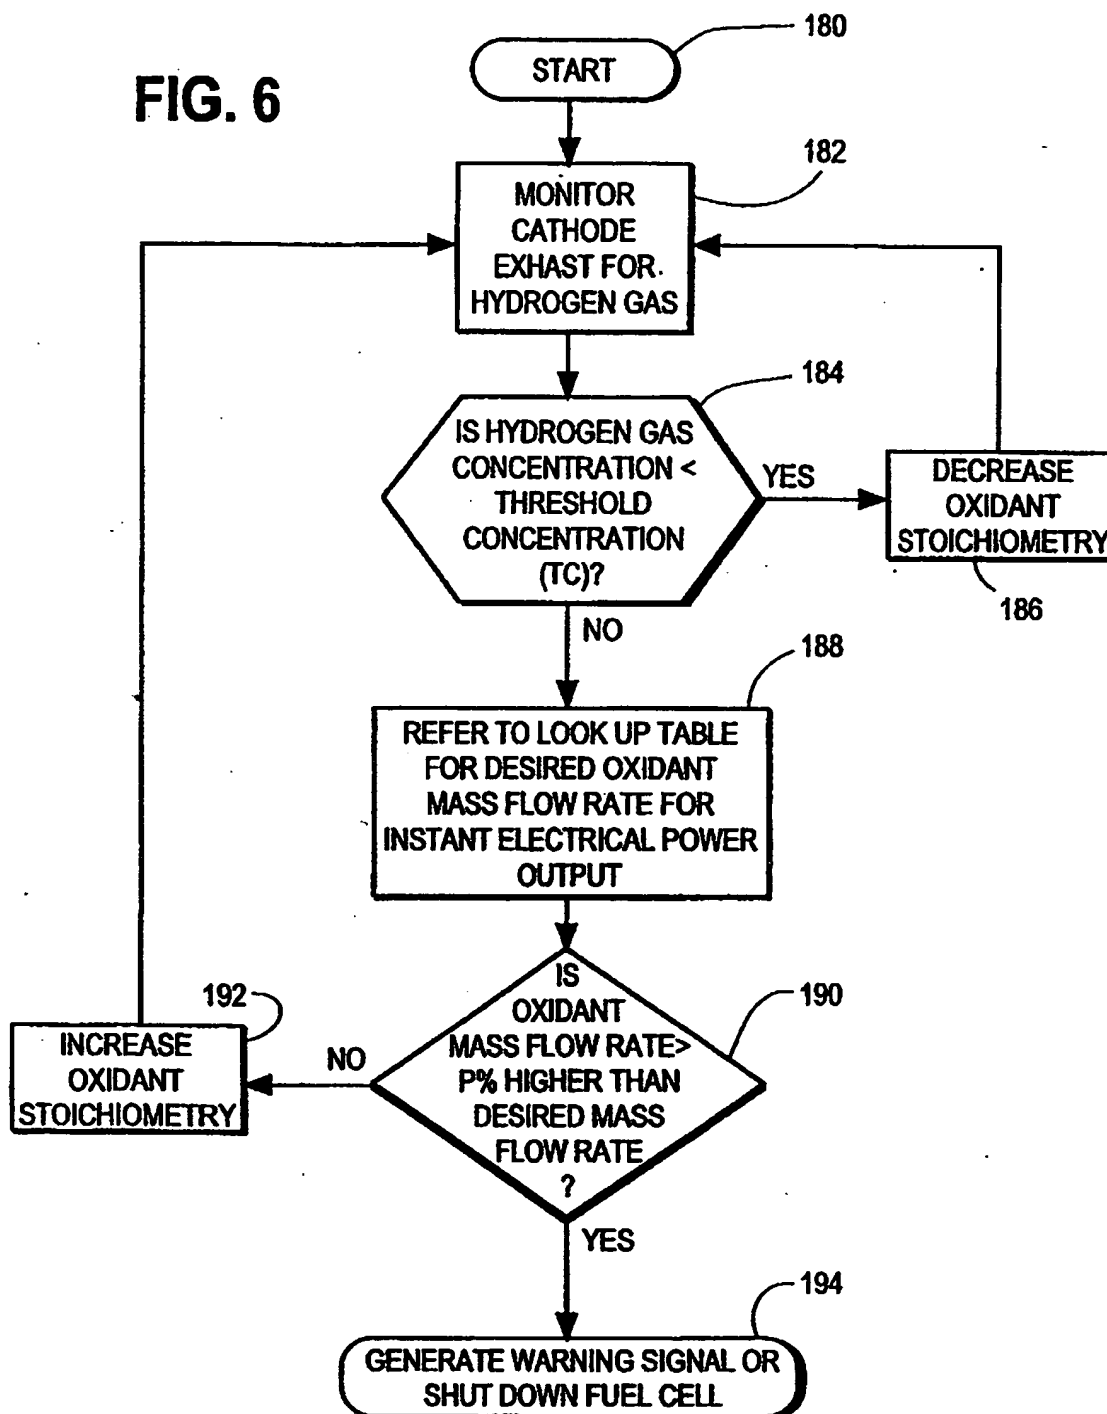 FIG. 6
180
START
182
MONITOR
CATHODE
EXHAST FOR
HYDROGEN GAS
184
IS HYDROGEN GAS
CONCENTRATION <
THRESHOLD
CONCENTRATION
(TC)?
YES
DECREASE
OXIDANT
STOICHIOMETRY
186
NO
188
REFER TO LOOK UP TABLE
FOR DESIRED OXIDANT
MASS FLOW RATE FOR
INSTANT ELECTRICAL POWER
OUTPUT
190
IS
OXIDANT
MASS FLOW RATE>
P% HIGHER THAN
DESIRED MASS
FLOW RATE
?
NO
192
INCREASE
OXIDANT
STOICHIOMETRY
YES
194
GENERATE WARNING SIGNAL OR
SHUT DOWN FUEL CELL